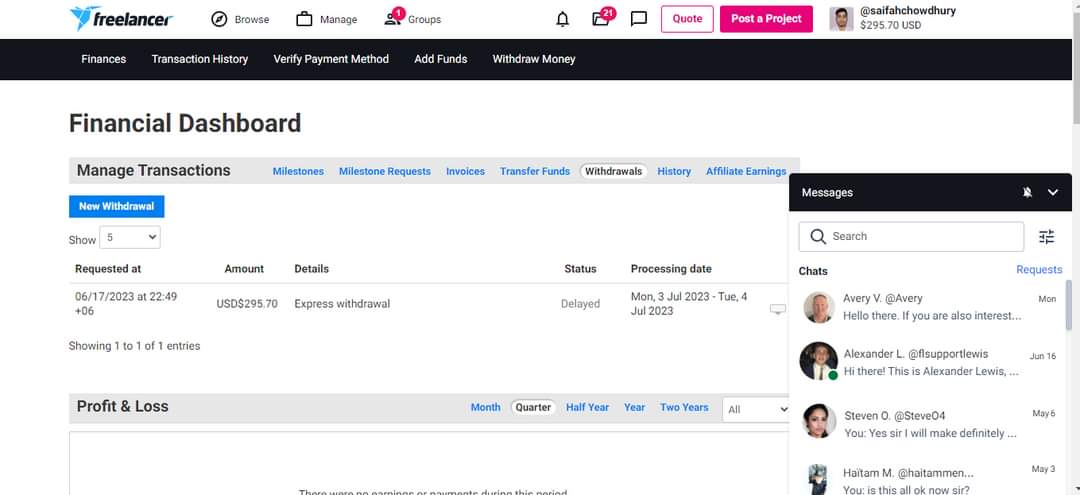 freelancer
Browse
Manage
1
Groups
21
Quote
Post a Project
@saifahchowdhury
$295.70 USD
Finances
Transaction History
Verify Payment Method
Add Funds
Withdraw Money
Financial Dashboard
Manage Transactions
Milestones
Milestone Requests
Invoices
Transfer Funds
Withdrawals
History
Affiliate Earnings
New Withdrawal
Show 5
Requested at
Amount
Details
Status
Processing date
06/17/2023 at 22:49
+06
USD$295.70
Express withdrawal
Delayed
Mon, 3 Jul 2023 - Tue, 4
Jul 2023
Showing 1 to 1 of 1 entries
Profit & Loss
Month
Quarter
Half Year
Year
Two Years
All
There were no earnings or payments during this period
Messages
Search
Chats
Requests
Avery V. @Avery
Mon
Hello there. If you are also interest...
Alexander L. @flsupportlewis
Jun 16
Hi there! This is Alexander Lewis, ...
Steven O. @SteveO4
May 6
You: Yes sir I will make definitely ...
Haïtam M. @haitammen...
May 3
You: is this all ok now sir?